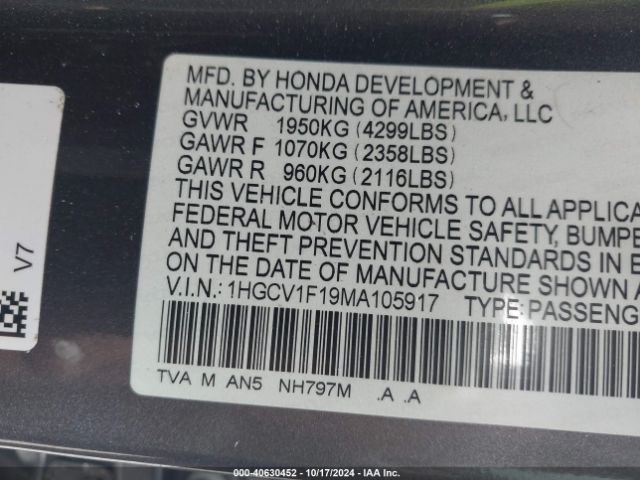 MFD. BY HONDA DEVELOPMENT &
MANUFACTURING OF AMERICA, LLC
GVWR 1950KG (4299LBS)
GAWR F 1070KG (2358LBS)
GAWR R 960KG (2116LBS)
THIS VEHICLE CONFORMS TO ALL APPLICA
FEDERAL MOTOR VEHICLE SAFETY, BUMPE
AND THEFT PREVENTION STANDARDS IN E
ON THE DATE OF MANUFACTURE SHOWN A
V.I.N.: 1HGCV1F19MA105917 TYPE: PASSENG
TVA M AN5 NH797M .A .A
V7
000-40630452 - 10/17/2024 - IAA Inc.